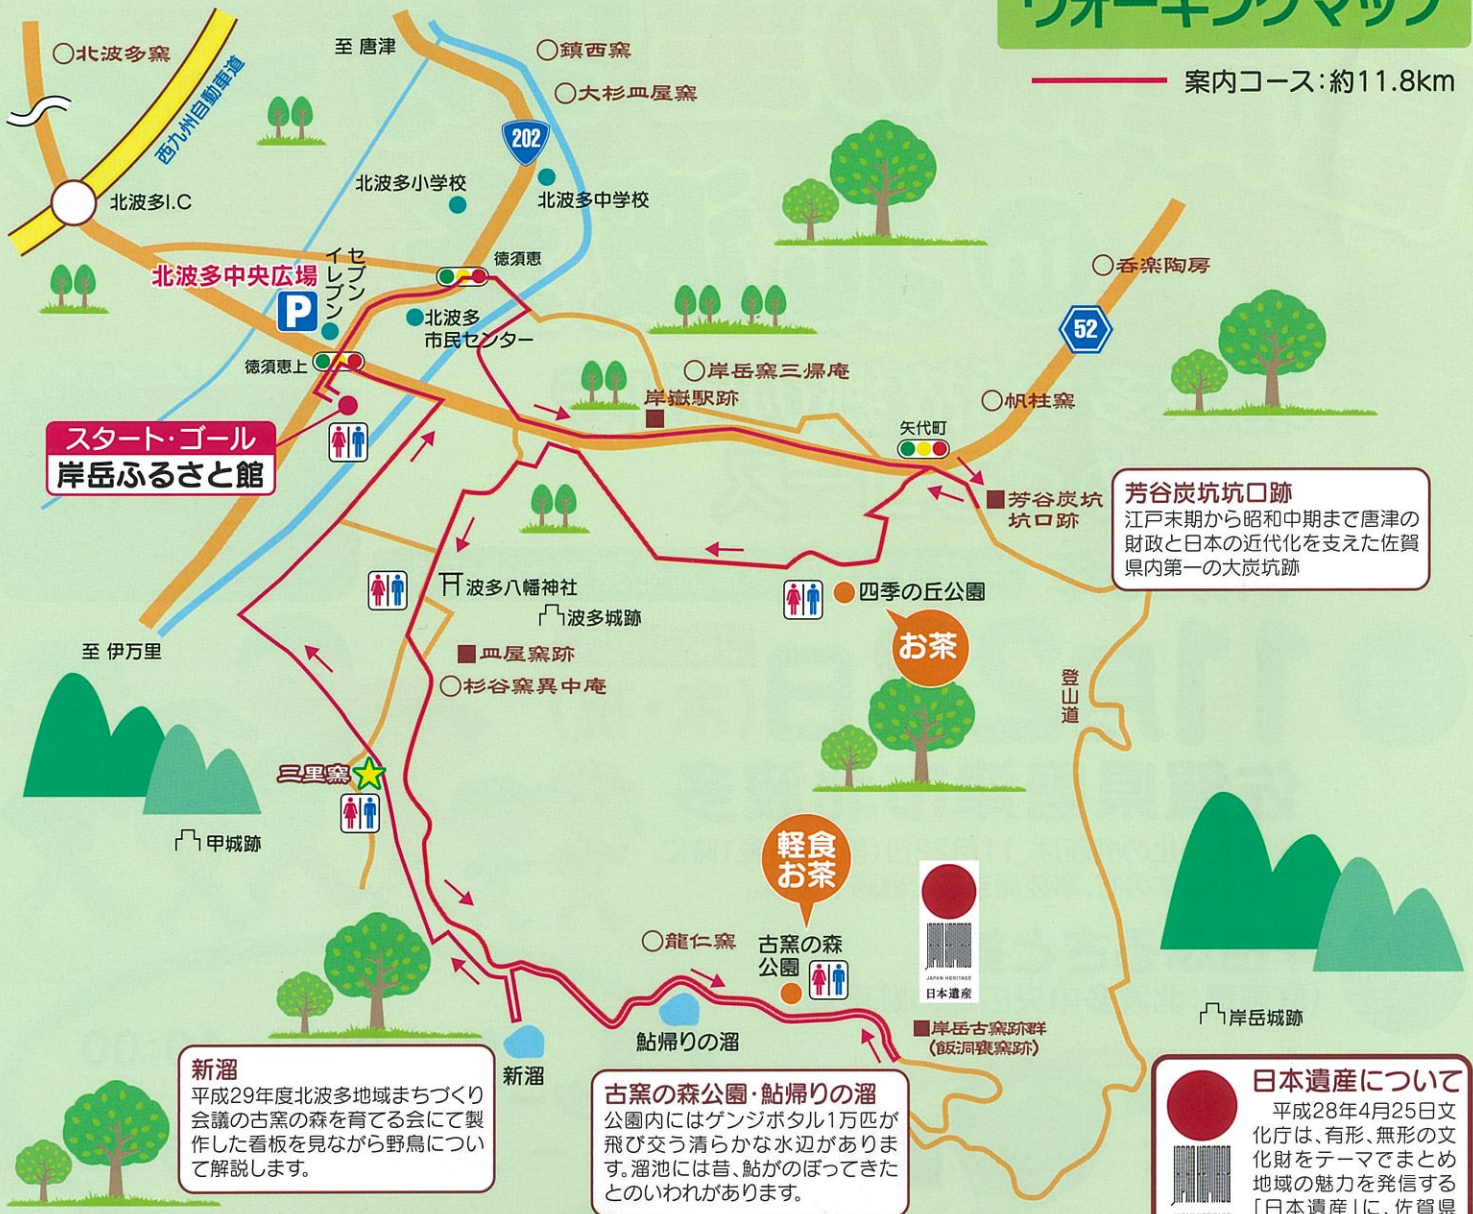 ウォーキングマップ
案内コース：約11.8km
○北波多窯
西九州自動車道
至 唐津
○鎮西窯
○大杉皿屋窯
202
北波多I.C
北波多小学校
北波多中学校
徳須恵
北波多中央広場
P
セブン
イレブン
北波多
市民センター
徳須恵上
○呑楽陶房
52
○岸岳窯三帰庵
岸嶽駅跡
○帆柱窯
矢代町
スタート・ゴール
岸岳ふるさと館
芳谷炭坑
坑口跡
芳谷炭坑坑口跡
江戸末期から昭和中期まで唐津の
財政と日本の近代化を支えた佐賀
県内第一の大炭坑跡
波多八幡神社
波多城跡
四季の丘公園
お茶
至 伊万里
皿屋窯跡
○杉谷窯異中庵
登山道
三里窯
甲城跡
軽食
お茶
○龍仁窯
古窯の森
公園
JAPAN HERITAGE
日本遺産
鮎帰りの溜
岸岳古窯跡群
(飯洞甕窯跡)
岸岳城跡
新溜
新溜
平成29年度北波多地域まちづくり
会議の古窯の森を育てる会にて製
作した看板を見ながら野鳥につい
て解説します。
古窯の森公園・鮎帰りの溜
公園内にはゲンジボタル1万匹が
飛び交う清らかな水辺がありま
す。溜池には昔、鮎がのぼってきた
とのいわれがあります。
日本遺産について
平成28年4月25日文
化庁は、有形、無形の文
化財をテーマでまとめ
地域の魅力を発信する
「日本遺産」に、佐賀県